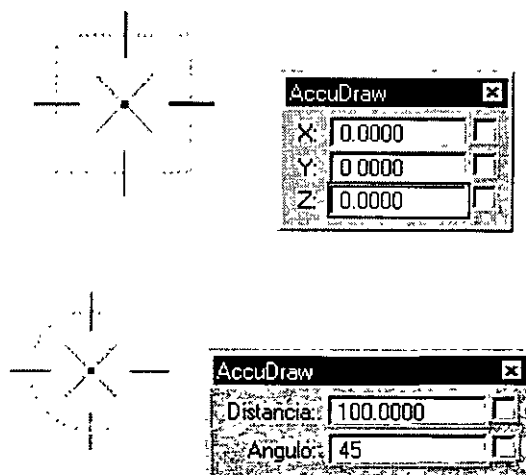 AccuDraw
X: 0.0000
Y: 0.0000
Z: 0.0000
AccuDraw
Distancia: 100.0000
Angulo: 45